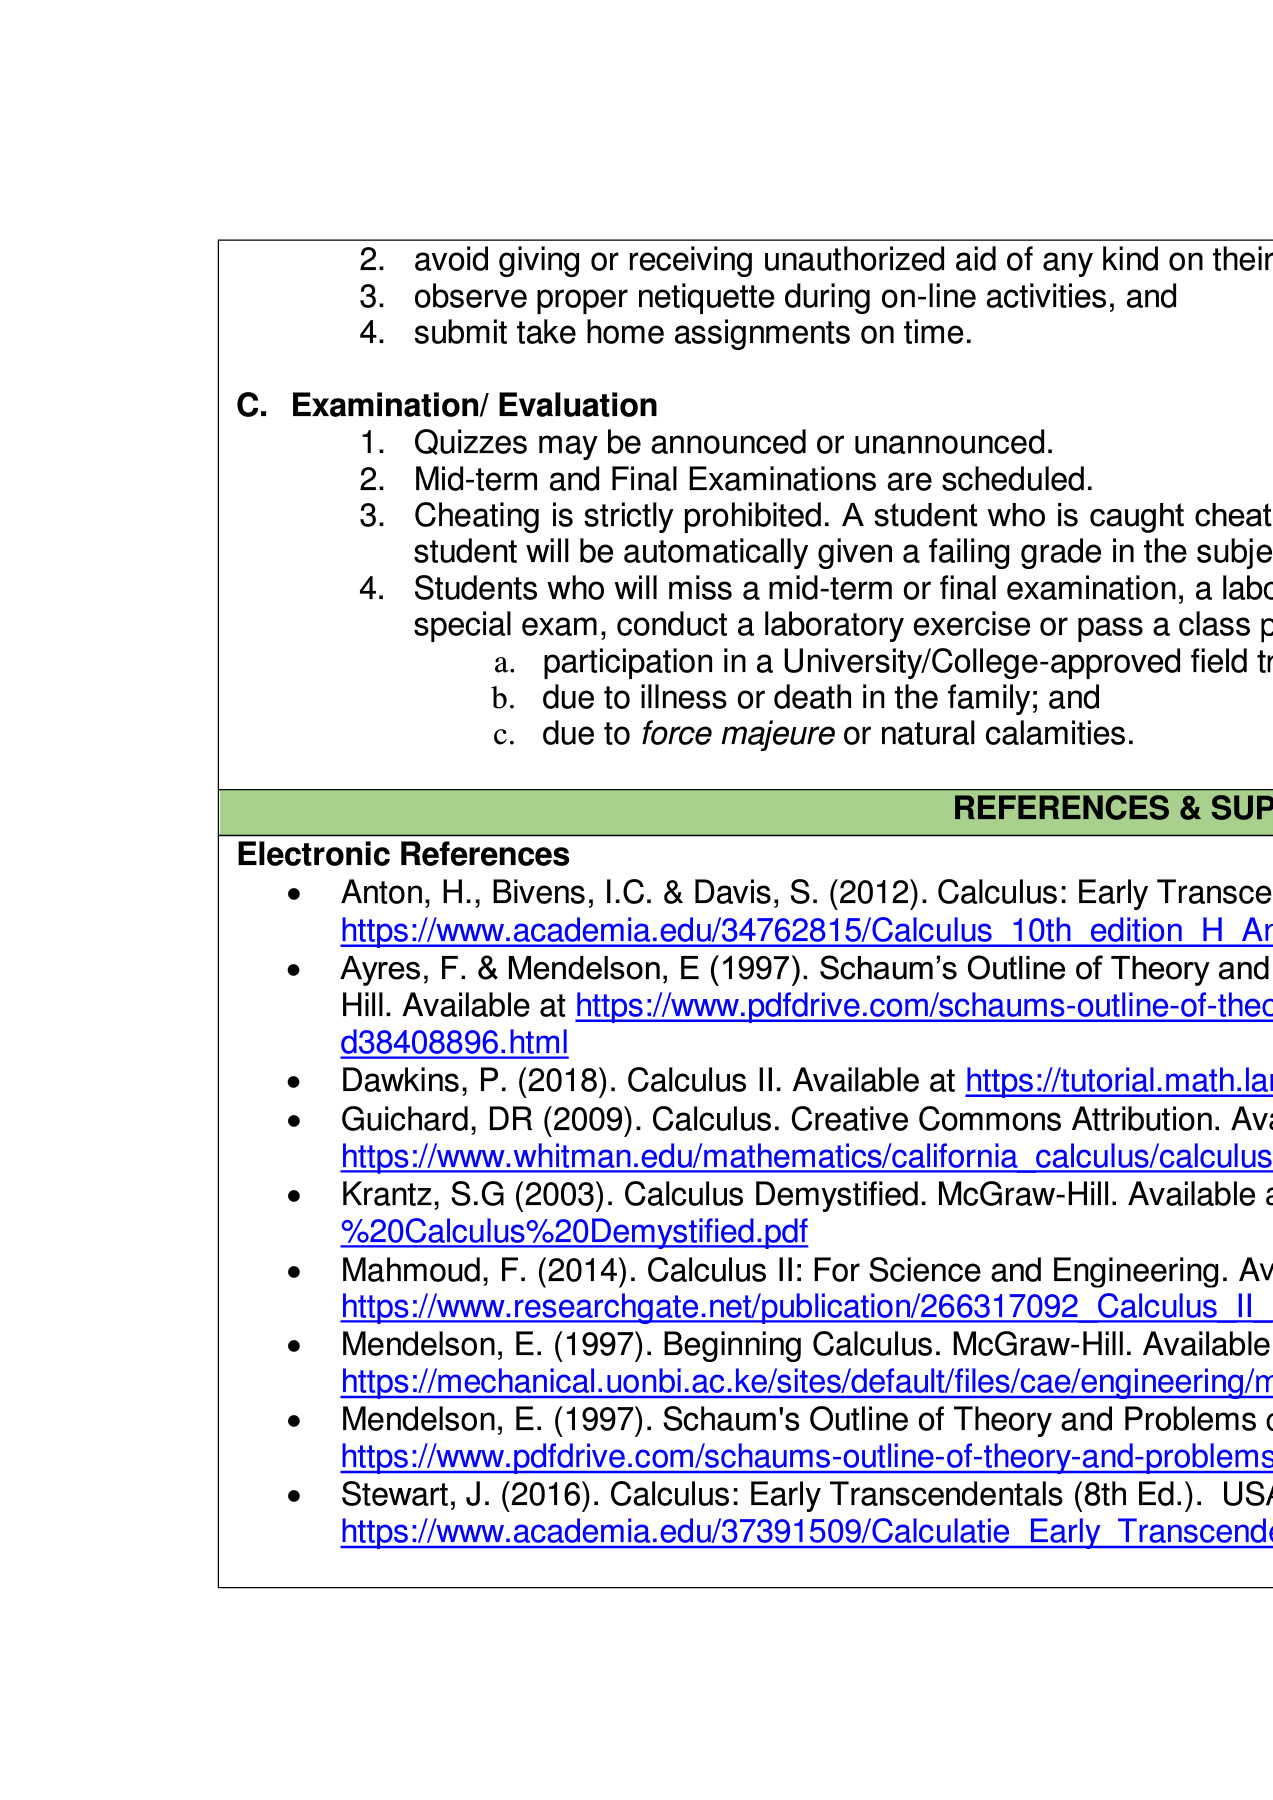 2. avoid giving or receiving unauthorized aid of any kind on their
3. observe proper netiquette during on-line activities, and
4. submit take home assignments on time.
C. Examination/ Evaluation
1. Quizzes may be announced or unannounced.
2. Mid-term and Final Examinations are scheduled.
3. Cheating is strictly prohibited. A student who is caught cheat
student will be automatically given a failing grade in the subje
4. Students who will miss a mid-term or final examination, a labo
special exam, conduct a laboratory exercise or pass a class p
a. participation in a University/College-approved field tr
b. due to illness or death in the family; and
c. due to force majeure or natural calamities.
REFERENCES & SUP
Electronic References
• Anton, H., Bivens, I.C. & Davis, S. (2012). Calculus: Early Transce
https://www.academia.edu/34762815/Calculus_10th_edition_H_An
• Ayres, F. & Mendelson, E (1997). Schaum’s Outline of Theory and
Hill. Available at https://www.pdfdrive.com/schaums-outline-of-theo
d38408896.html
• Dawkins, P. (2018). Calculus II. Available at https://tutorial.math.lar
• Guichard, DR (2009). Calculus. Creative Commons Attribution. Ava
https://www.whitman.edu/mathematics/california_calculus/calculus
• Krantz, S.G (2003). Calculus Demystified. McGraw-Hill. Available a
%20Calculus%20Demystified.pdf
• Mahmoud, F. (2014). Calculus II: For Science and Engineering. Av
https://www.researchgate.net/publication/266317092_Calculus_II_
• Mendelson, E. (1997). Beginning Calculus. McGraw-Hill. Available
https://mechanical.uonbi.ac.ke/sites/default/files/cae/engineering/m
• Mendelson, E. (1997). Schaum's Outline of Theory and Problems o
https://www.pdfdrive.com/schaums-outline-of-theory-and-problems
• Stewart, J. (2016). Calculus: Early Transcendentals (8th Ed.). USA
https://www.academia.edu/37391509/Calculatie_Early_Transcende